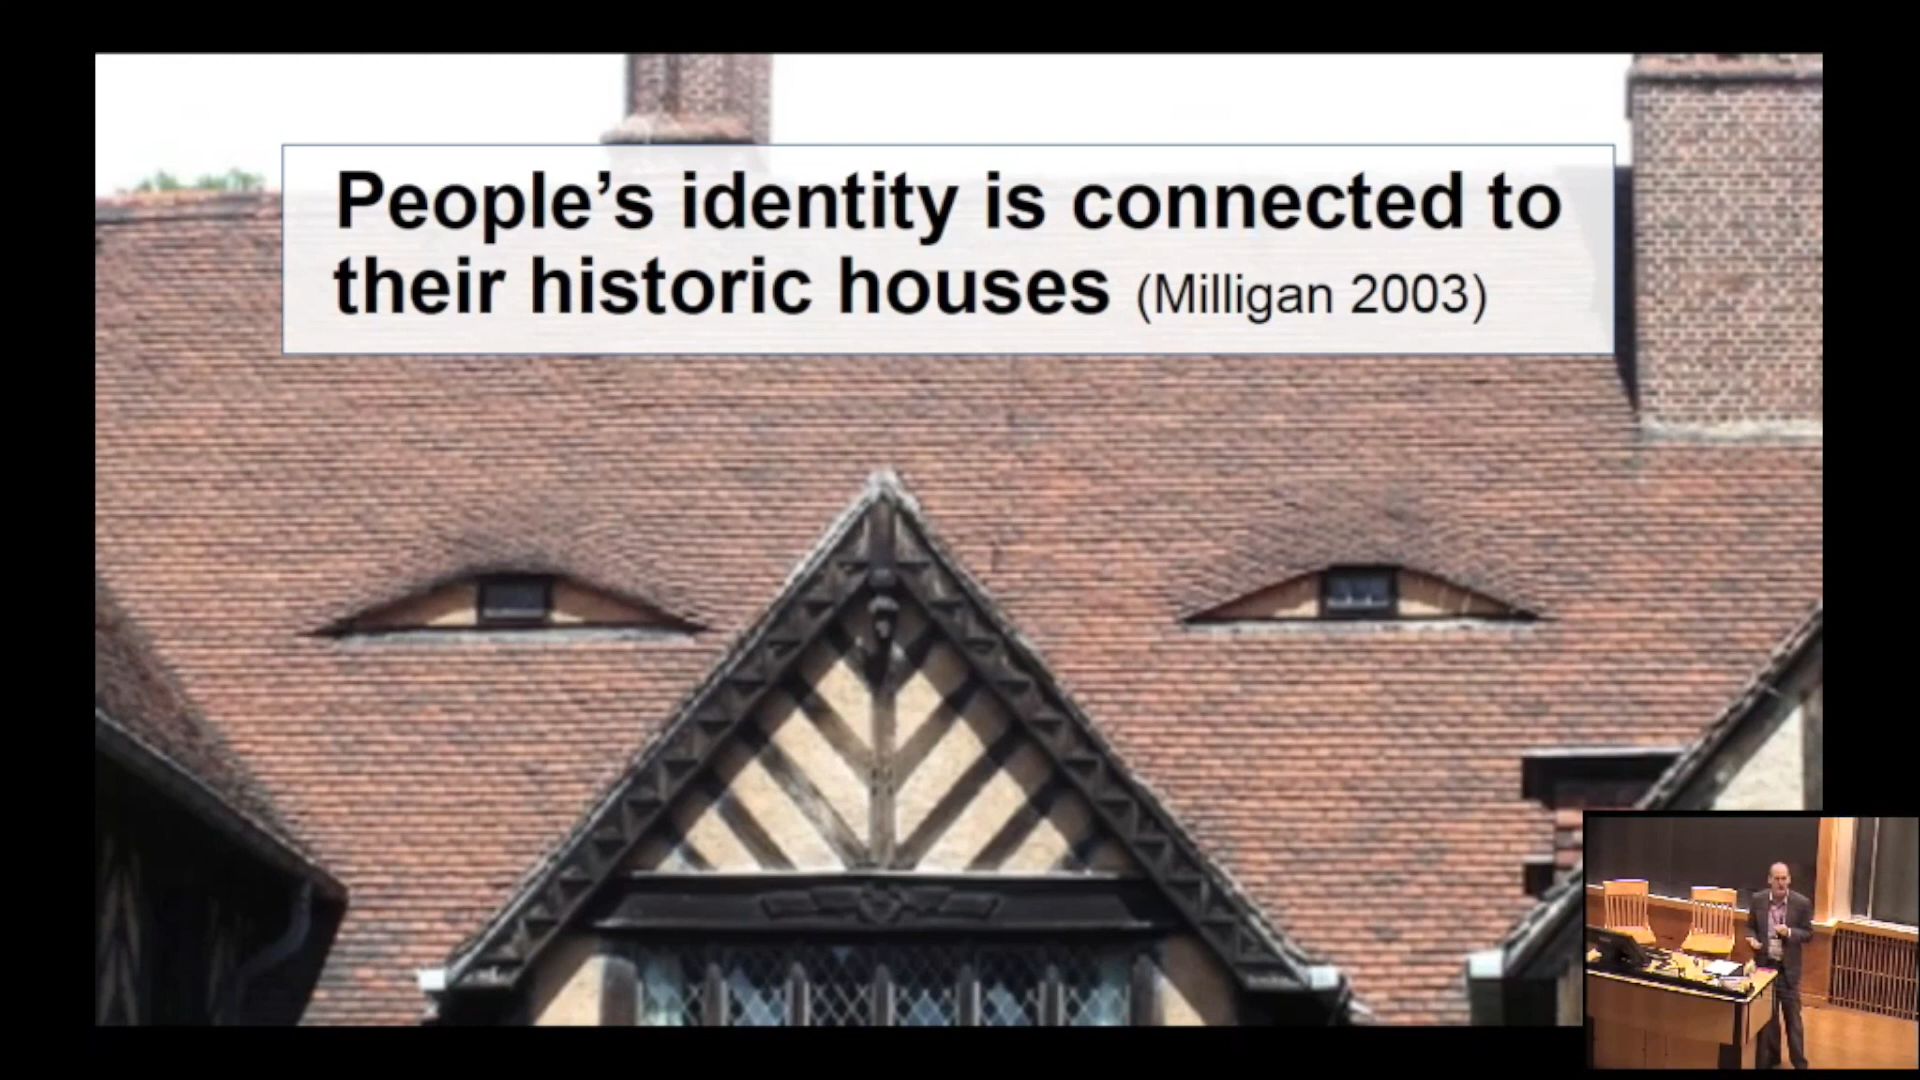 People’s identity is connected to
their historic houses (Milligan 2003)